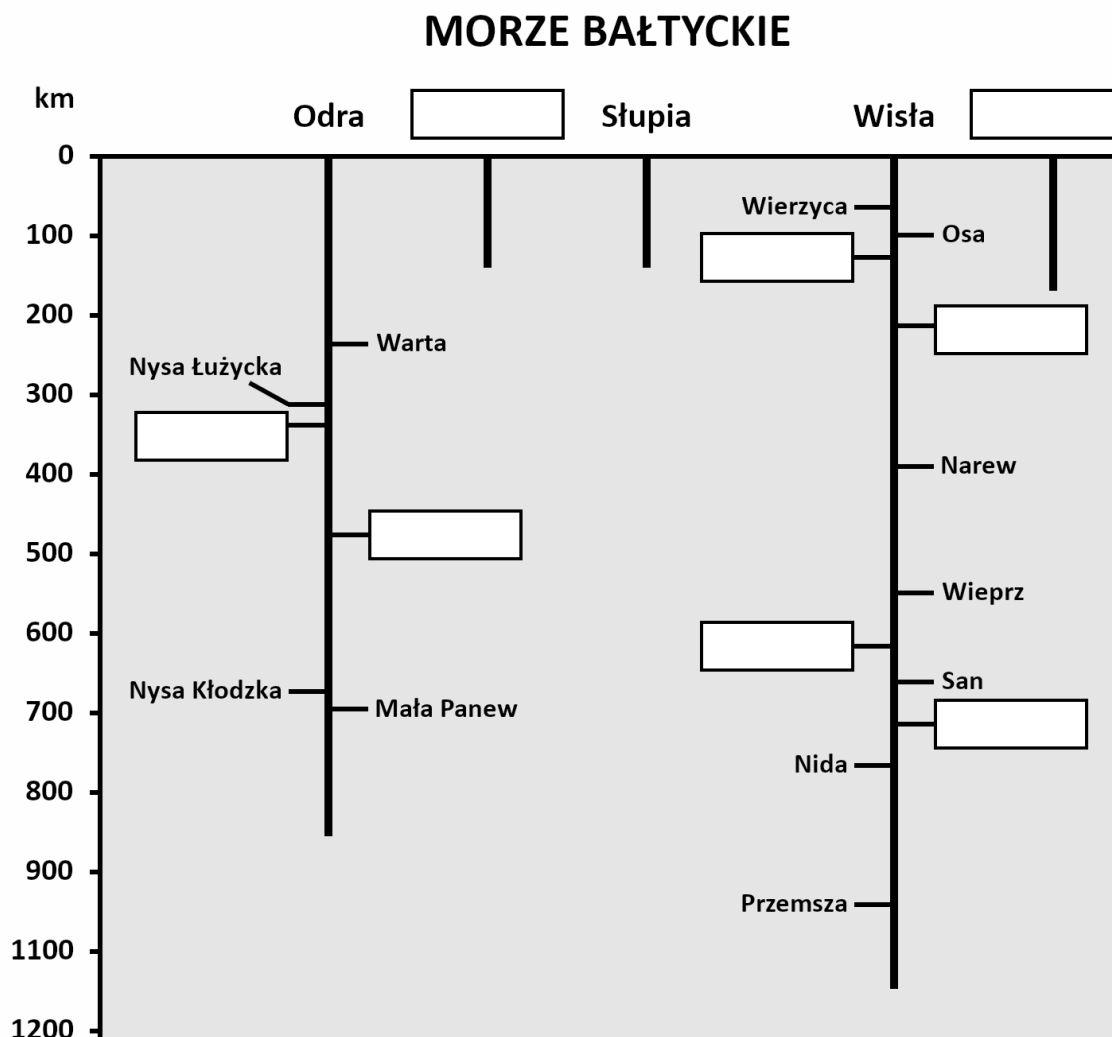 MORZE BAŁTYCKIE
km
Odra
Słupia
Wisła
0
Wierzyca
100
Osa
200
Warta
Nysa Łużycka
300
400
Narew
500
Wieprz
600
San
Nysa Kłodzka
700
Mała Panew
Nida
800
900
Przemsza
1100
1200